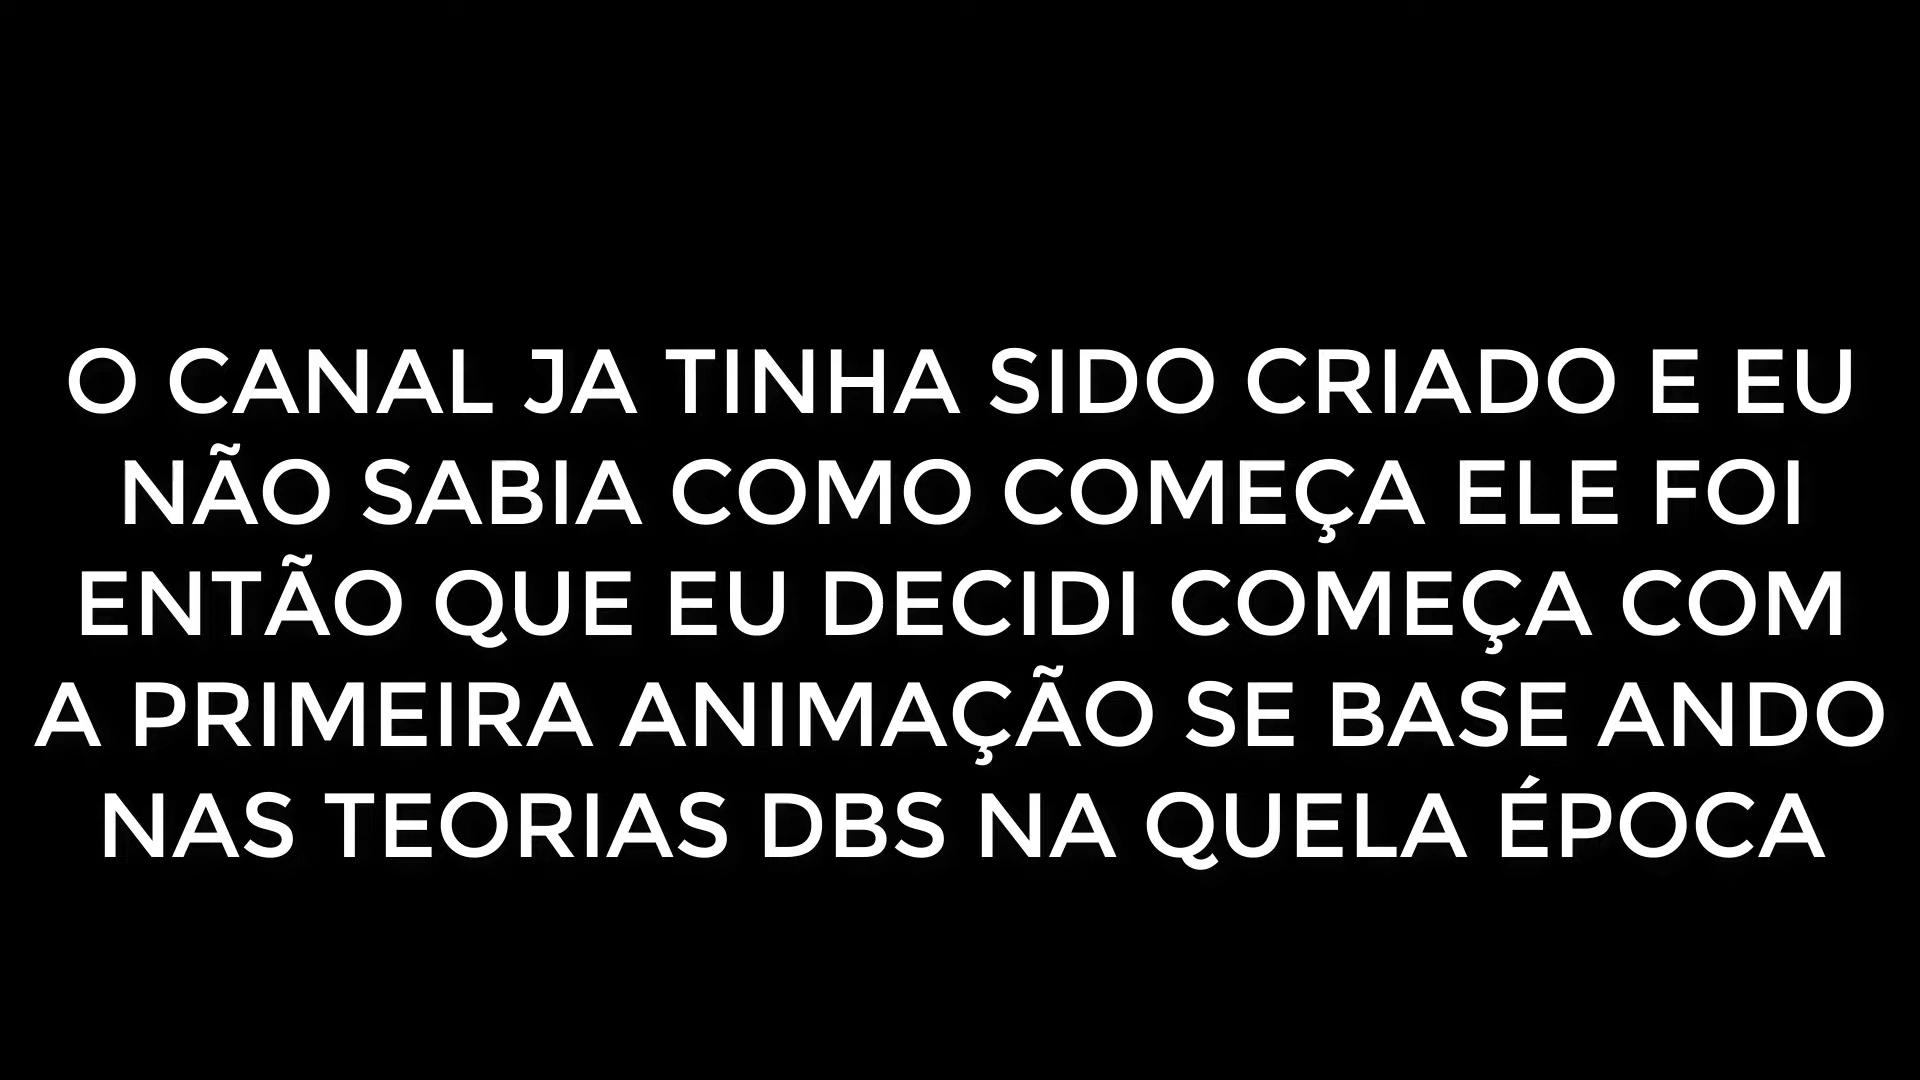 O CANAL JA TINHA SIDO CRIADO E EU
NÃO SABIA COMO COMEÇA ELE FOI
ENTÃO QUE EU DECIDI COMEÇA COM
A PRIMEIRA ANIMAÇÃO SE BASE ANDO
NAS TEORIAS DBS NA QUELA ÉPOCA